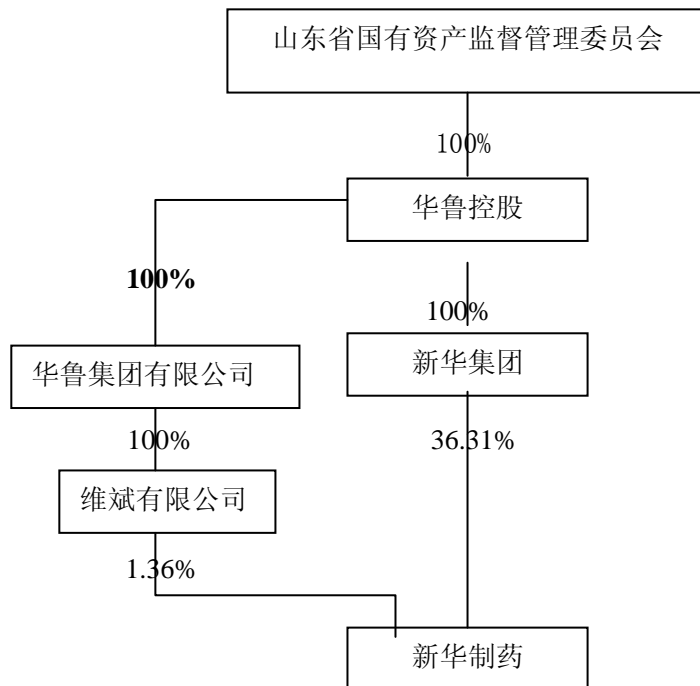 山东省国有资产监督管理委员会
100%
华鲁控股
100%
100%
华鲁集团有限公司
新华集团
100%
36.31%
维斌有限公司
1.36%
新华制药